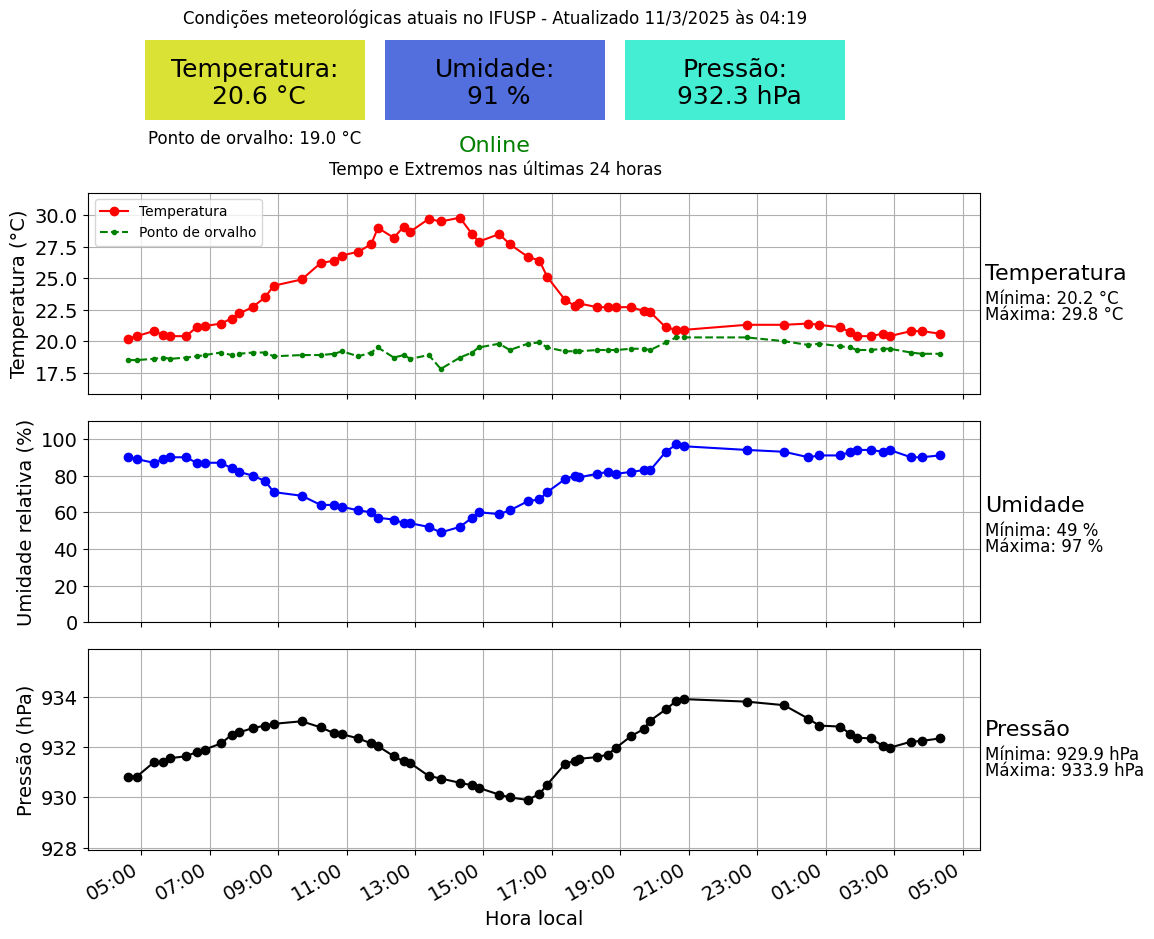 Condições meteorológicas atuais no IFUSP - Atualizado 11/3/2025 às 04:19
Temperatura:
20.6 °C
Umidade:
91 %
Pressão:
932.3 hPa
Ponto de orvalho: 19.0 °C
Online
Tempo e Extremos nas últimas 24 horas
Temperatura (°C)
30.0
27.5
25.0
22.5
20.0
17.5
Temperatura
Ponto de orvalho
Temperatura
Mínima: 20.2 °C
Máxima: 29.8 °C
Umidade relativa (%)
100
80
60
40
20
0
Umidade
Mínima: 49 %
Máxima: 97 %
Pressão (hPa)
934
932
930
928
Pressão
Mínima: 929.9 hPa
Máxima: 933.9 hPa
05:00 07:00 09:00 11:00 13:00 15:00 17:00 19:00 21:00 23:00 01:00 03:00 05:00
Hora local